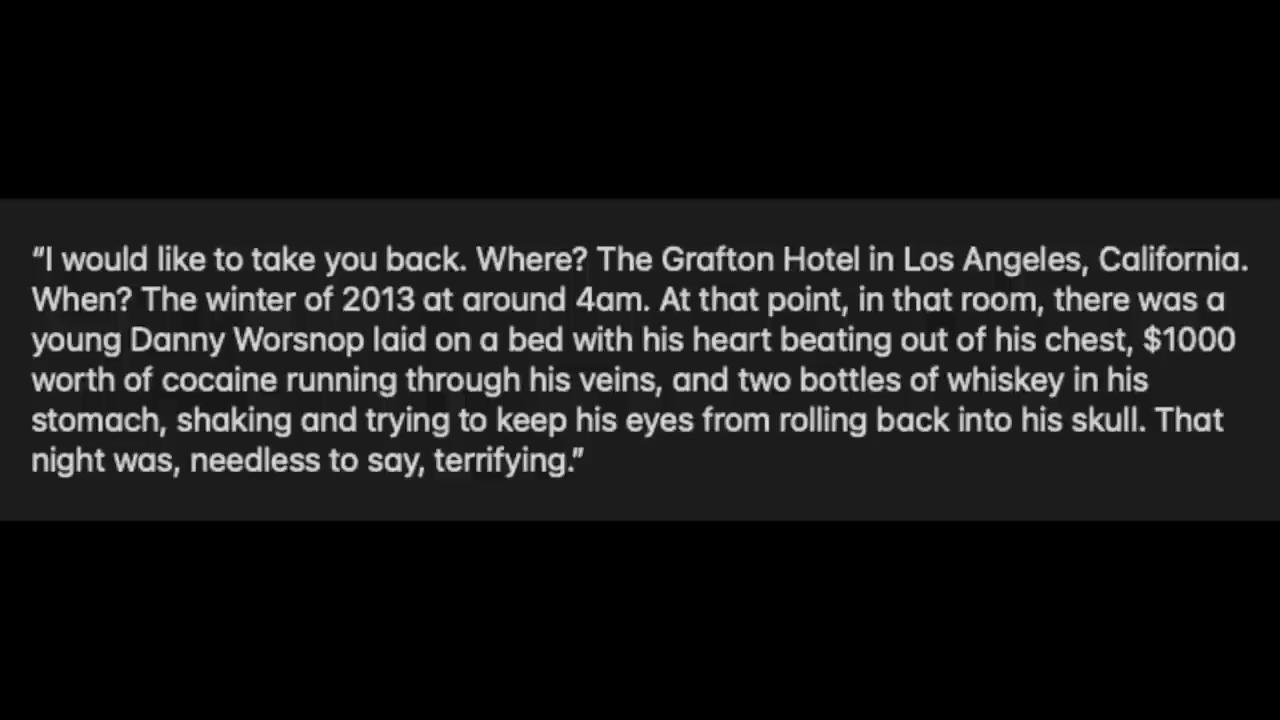 “I would like to take you back. Where? The Grafton Hotel in Los Angeles, California.
When? The winter of 2013 at around 4am. At that point, in that room, there was a
young Danny Worsnop laid on a bed with his heart beating out of his chest, $1000
worth of cocaine running through his veins, and two bottles of whiskey in his
stomach, shaking and trying to keep his eyes from rolling back into his skull. That
night was, needless to say, terrifying.”